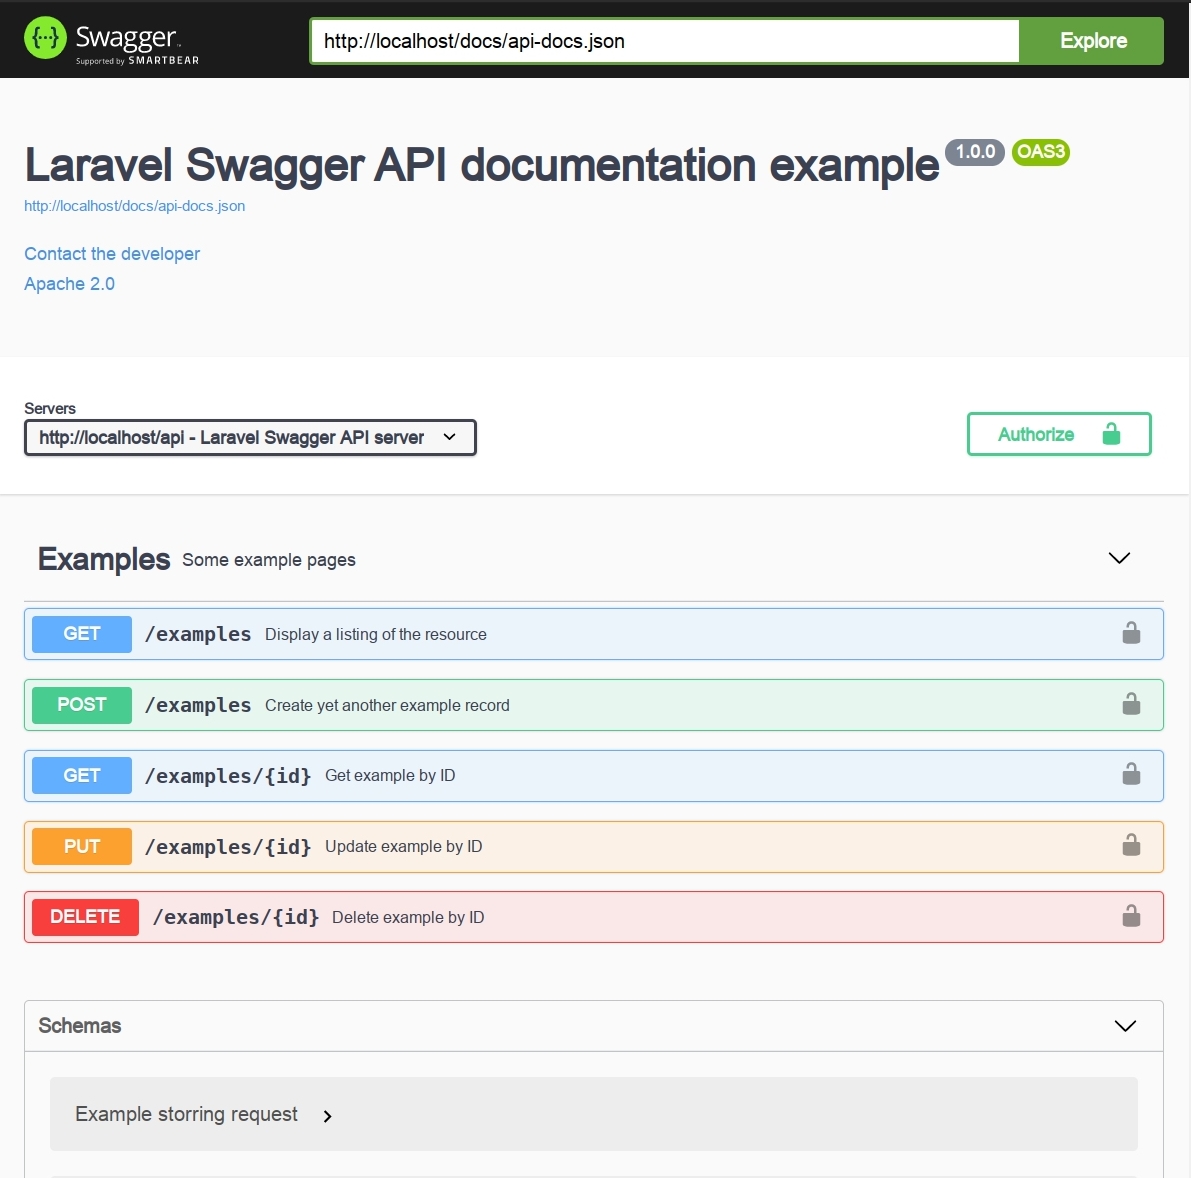 {···} Swagger™
Supported by SMARTBEAR
http://localhost/docs/api-docs.json
Explore
Laravel Swagger API documentation example 1.0.0 OAS3
http://localhost/docs/api-docs.json
Contact the developer
Apache 2.0
Servers
http://localhost/api - Laravel Swagger API server
Authorize
Examples Some example pages
GET /examples Display a listing of the resource
POST /examples Create yet another example record
GET /examples/{id} Get example by ID
PUT /examples/{id} Update example by ID
DELETE /examples/{id} Delete example by ID
Schemas
Example storring request